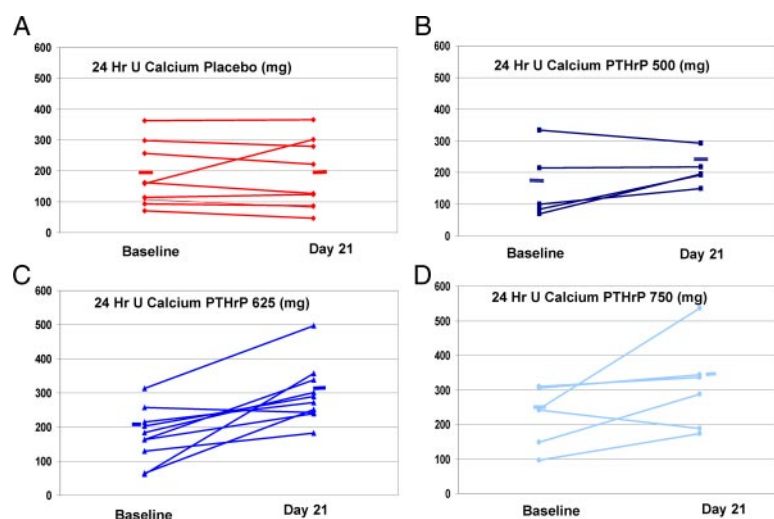 A
24 Hr U Calcium Placebo (mg)
600
500
400
300
200
100
0
Baseline Day 21
B
24 Hr U Calcium PTHrP 500 (mg)
600
500
400
300
200
100
0
Baseline Day 21
C
24 Hr U Calcium PTHrP 625 (mg)
600
500
400
300
200
100
0
Baseline Day 21
D
24 Hr U Calcium PTHrP 750 (mg)
600
500
400
300
200
100
0
Baseline Day 21